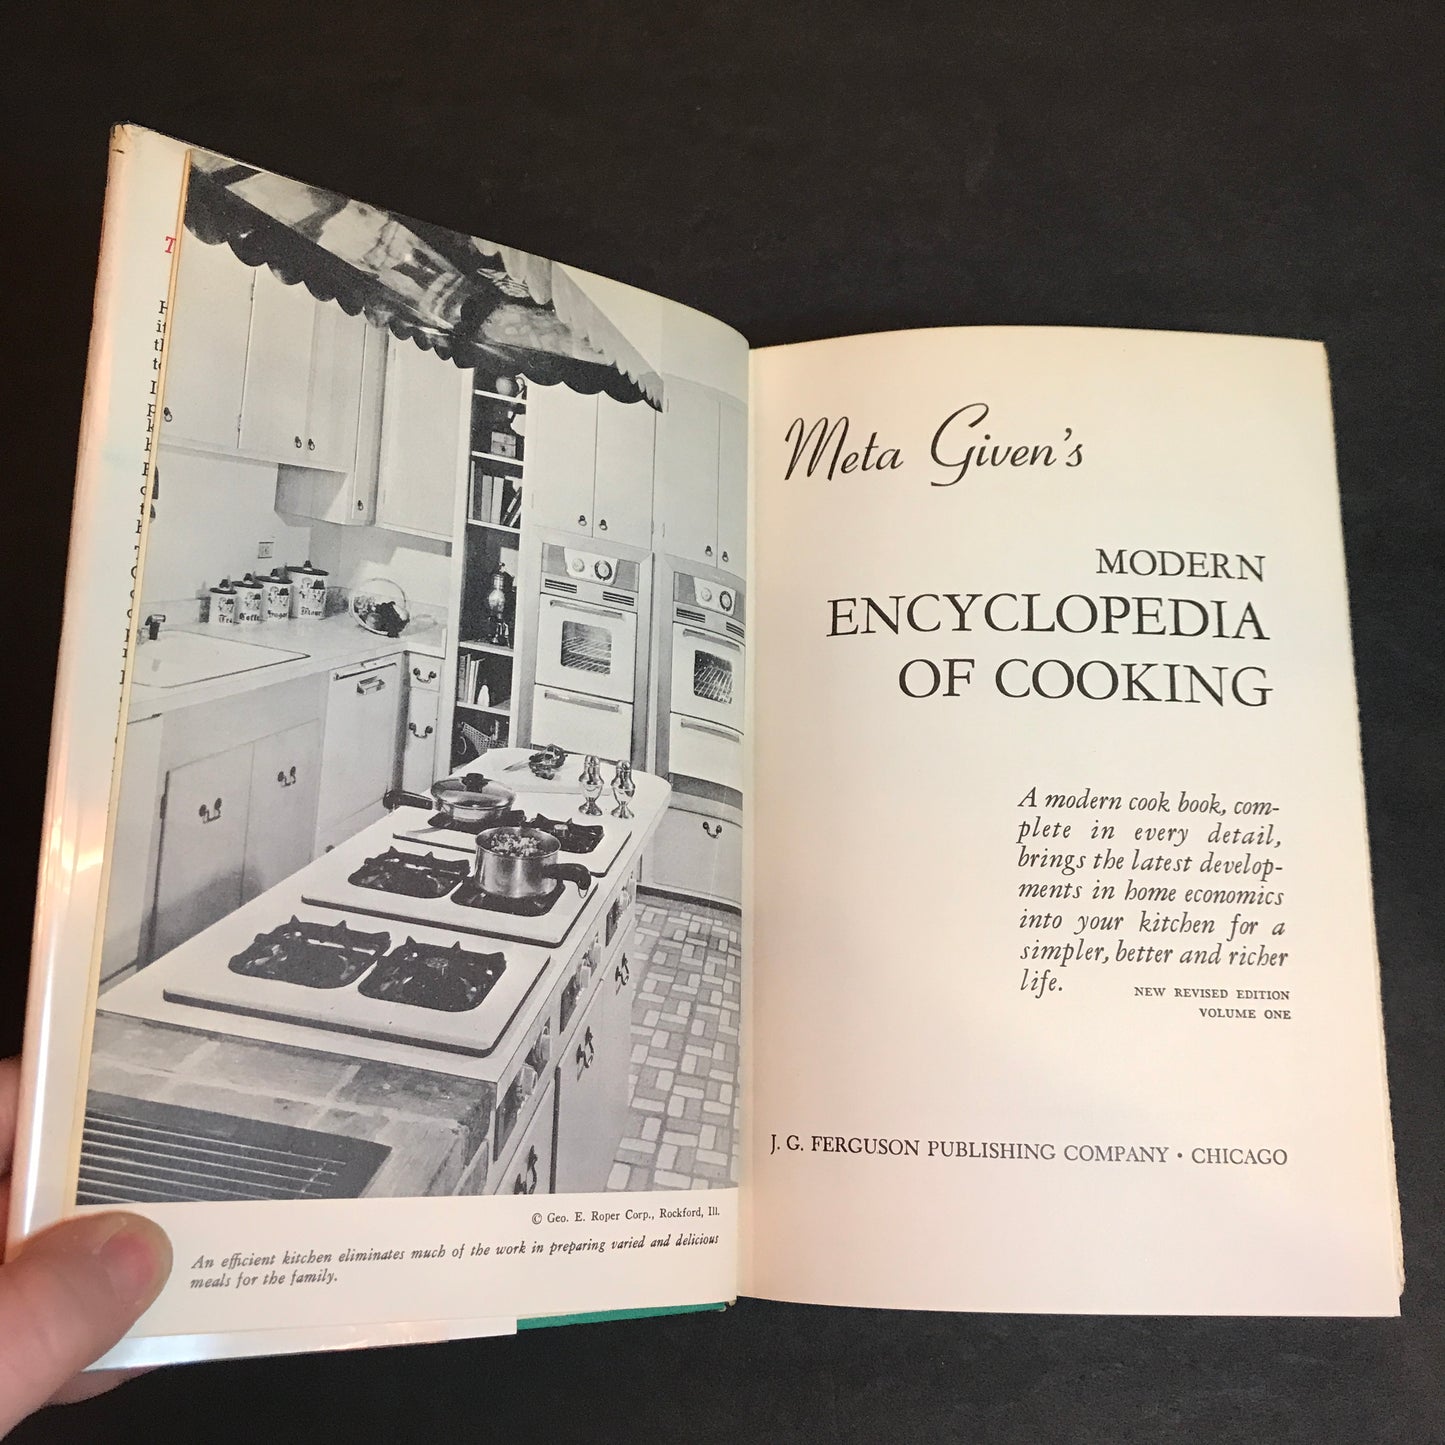 © Geo. E. Roper Corp., Rockford, Ill.
An efficient kitchen eliminates much of the work in preparing varied and delicious
meals for the family.
Meta Given's
MODERN
ENCYCLOPEDIA
OF COOKING
A modern cook book, com-
plete in every detail,
brings the latest develop-
ments in home economics
into your kitchen for a
simpler, better and richer
life.
NEW REVISED EDITION
VOLUME ONE
J. G. FERGUSON PUBLISHING COMPANY • CHICAGO